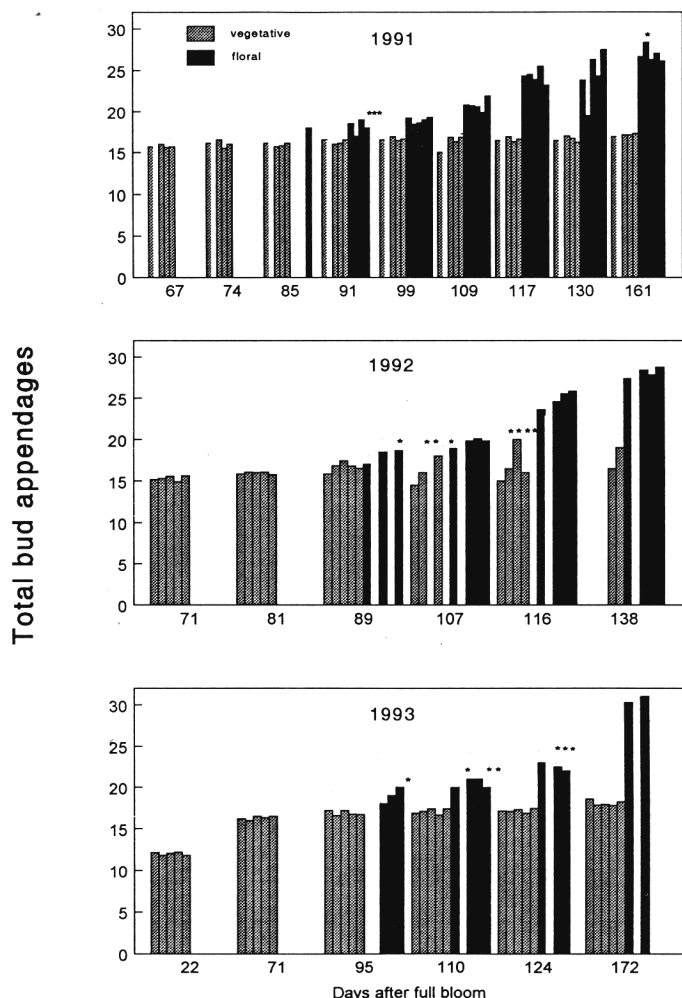 Total bud appendages
1991
vegetative
floral
30
25
20
15
10
5
0
***
*
67 74 85 91 99 109 117 130 161
1992
30
25
20
15
10
5
0
* ** * ****
71 81 89 107 116 138
1993
30
25
20
15
10
5
0
* * ** ***
22 71 95 110 124 172
Days after full bloom